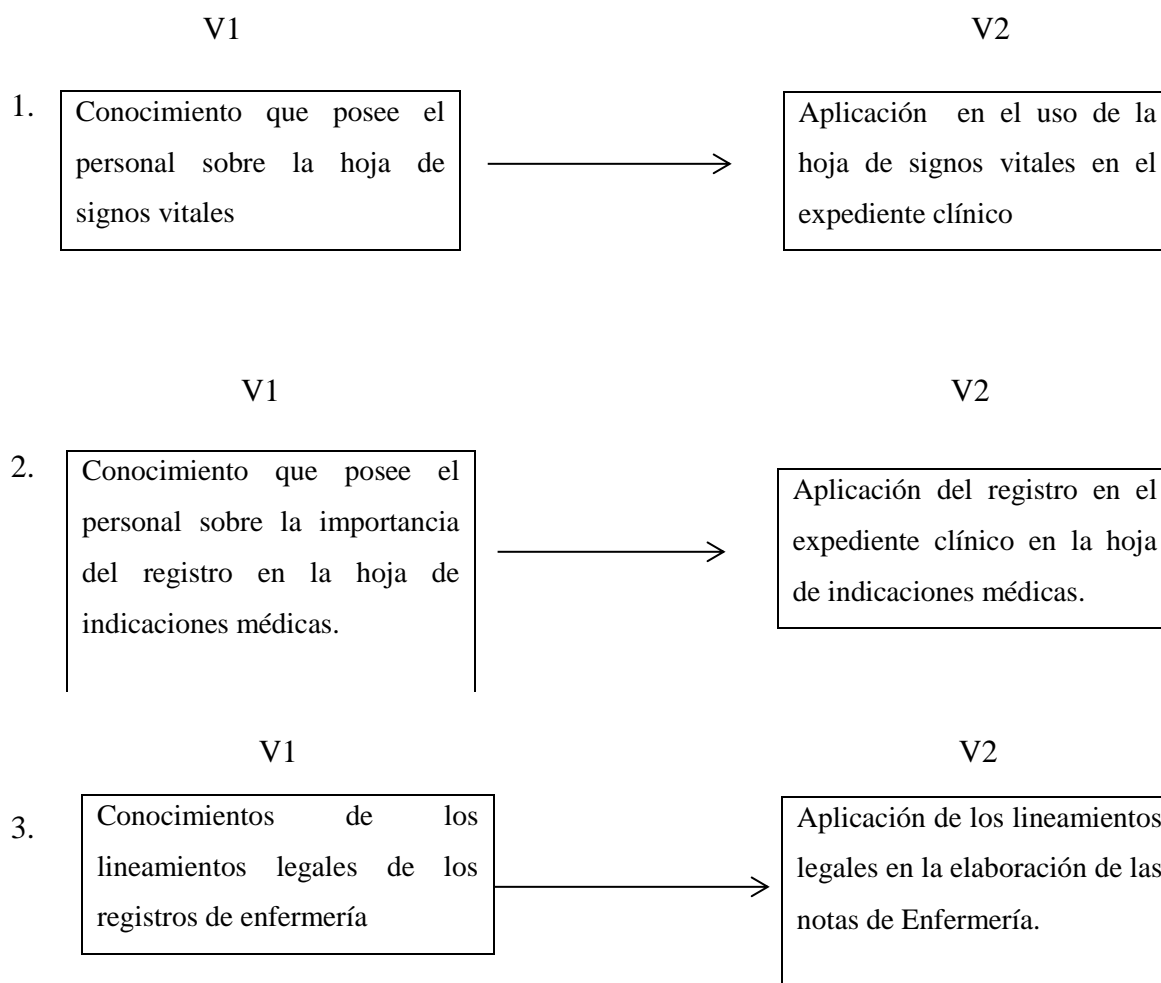 V1
V2
1.
Conocimiento que posee el
personal sobre la hoja de
signos vitales
Aplicación en el uso de la
hoja de signos vitales en el
expediente clínico
V1
V2
2.
Conocimiento que posee el
personal sobre la importancia
del registro en la hoja de
indicaciones médicas.
Aplicación del registro en el
expediente clínico en la hoja
de indicaciones médicas.
V1
V2
3.
Conocimientos de los
lineamientos legales de los
registros de enfermería
Aplicación de los lineamientos
legales en la elaboración de las
notas de Enfermería.